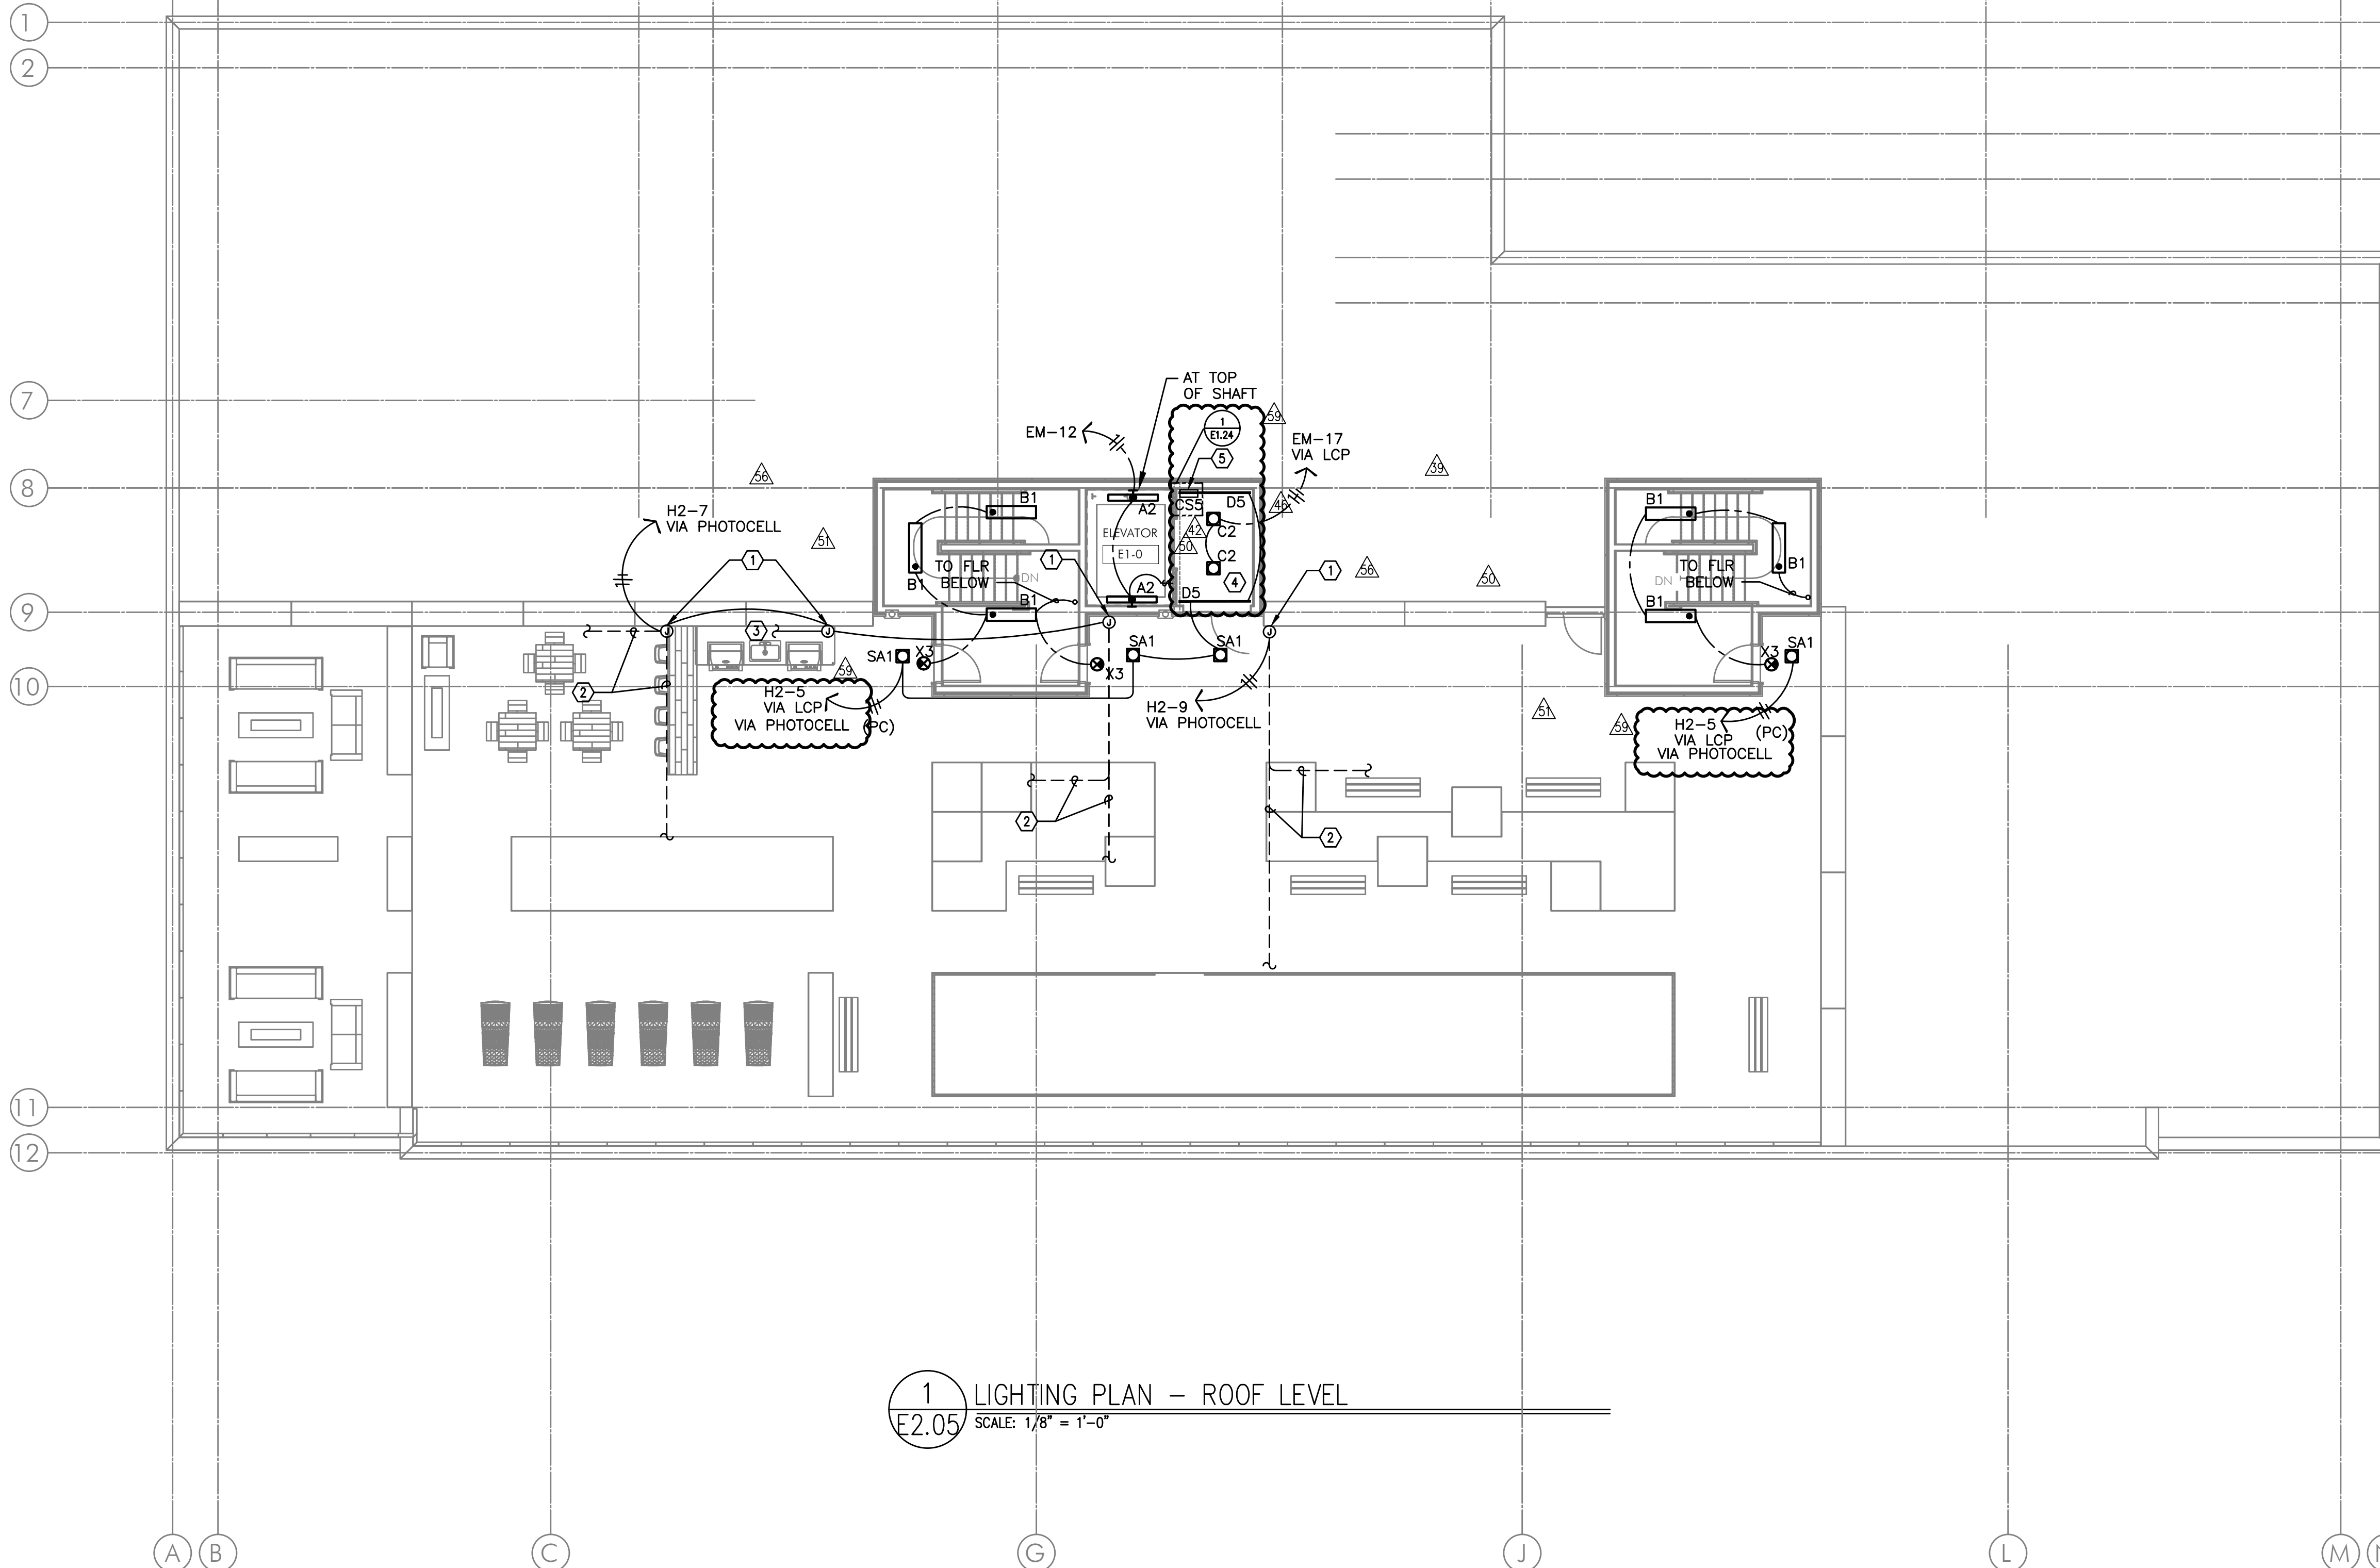 1
2
7
8
9
10
11
12
AT TOP
OF SHAFT
59
1
E1.24
5
EM-12
EM-17
VIA LCP
39
56
B1
A2
CS5
D5
46
B1
H2-7
VIA PHOTOCELL
42
C2
51
ELEVATOR
50
C2
E1-0
1
1
TO FLR
BELOW
DN
1
56
50
TO FLR
BELOW
DN
B1
B1
A2
4
B1
D5
B1
J
3
J
J
J
SA1
SA1
SA1
X3
X3
X3
SA1
59
2
H2-5
VIA LCP
VIA PHOTOCELL
(PC)
H2-9
VIA PHOTOCELL
51
59
H2-5
(PC)
VIA LCP
VIA PHOTOCELL
2
2
1
E2.05
LIGHTING PLAN - ROOF LEVEL
SCALE: 1/8" = 1'-0"
A
B
C
G
J
L
M